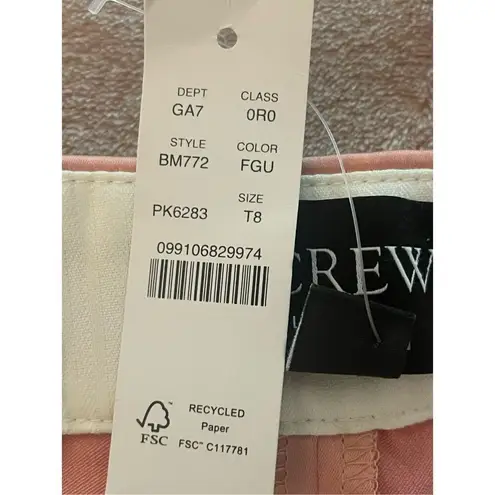 DEPT CLASS
GA7 0R0
STYLE COLOR
BM772 FGU
SIZE
PK6283 T8
099106829974
CREW
RECYCLED
Paper
FSC
FSC™ C117781